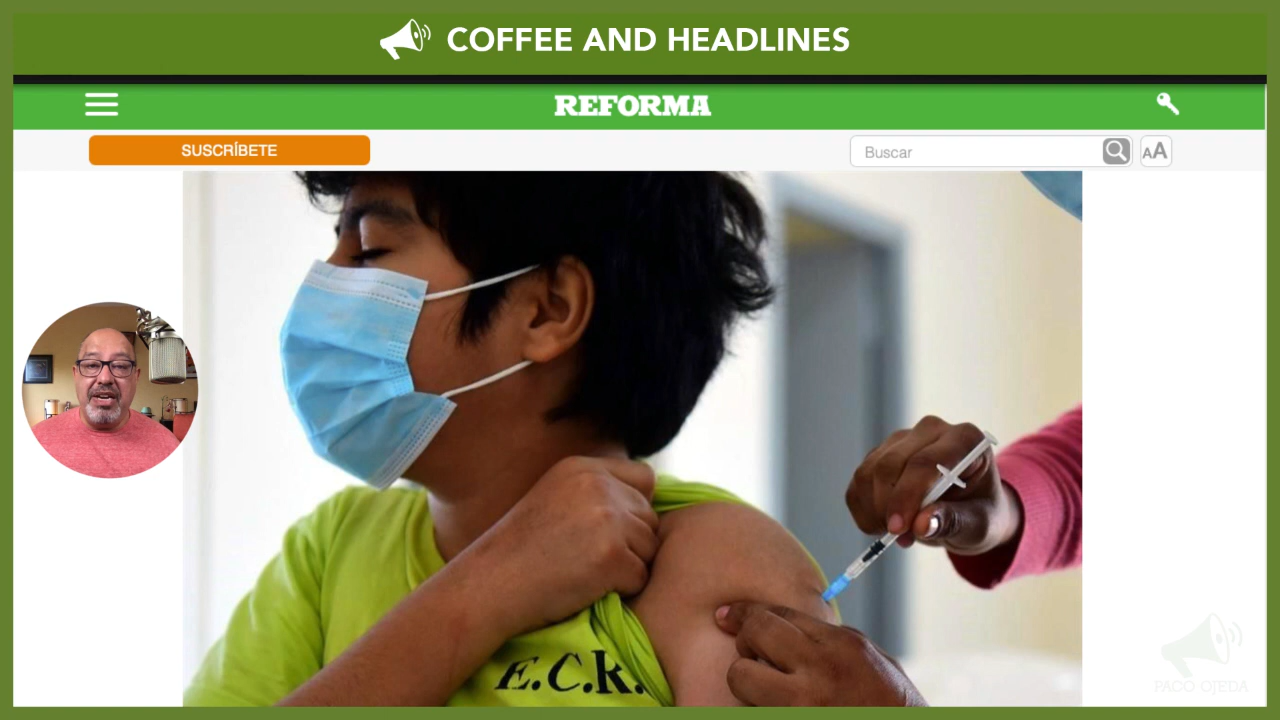 COFFEE AND HEADLINES
REFORMA
SUSCRÍBETE
Buscar
AA
E.C.R.
PACO OJEDA